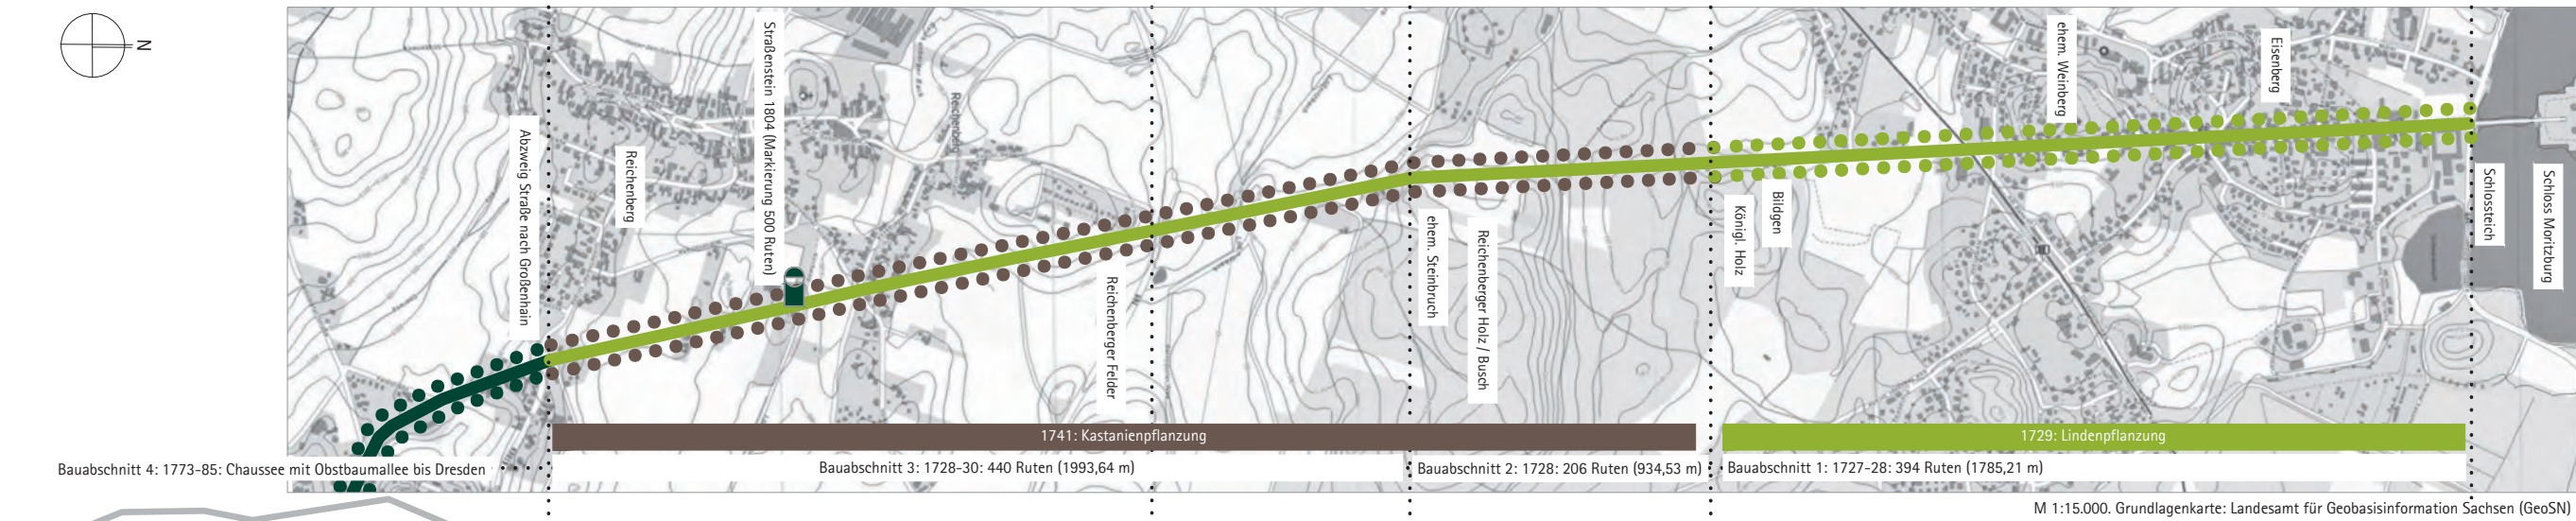 N
Abzweig Straße nach Großenhain
Reichenberg
Straßenstein 1804 (Markierung 500 Ruten)
Reichenberg
Reichenberger Felder
ehem. Steinbruch
Reichenberger Holz / Busch
Königl. Holz
Bildgen
ehem. Weinberg
Eisenberg
Schlossteich
Schloss Moritzburg
1741: Kastanienpflanzung
1729: Lindenpflanzung
Bauabschnitt 4: 1773-85: Chaussee mit Obstbaumallee bis Dresden
Bauabschnitt 3: 1728-30: 440 Ruten (1993,64 m)
Bauabschnitt 2: 1728: 206 Ruten (934,53 m)
Bauabschnitt 1: 1727-28: 394 Ruten (1785,21 m)
M 1:15.000. Grundlagenkarte: Landesamt für Geobasisinformation Sachsen (GeoSN)